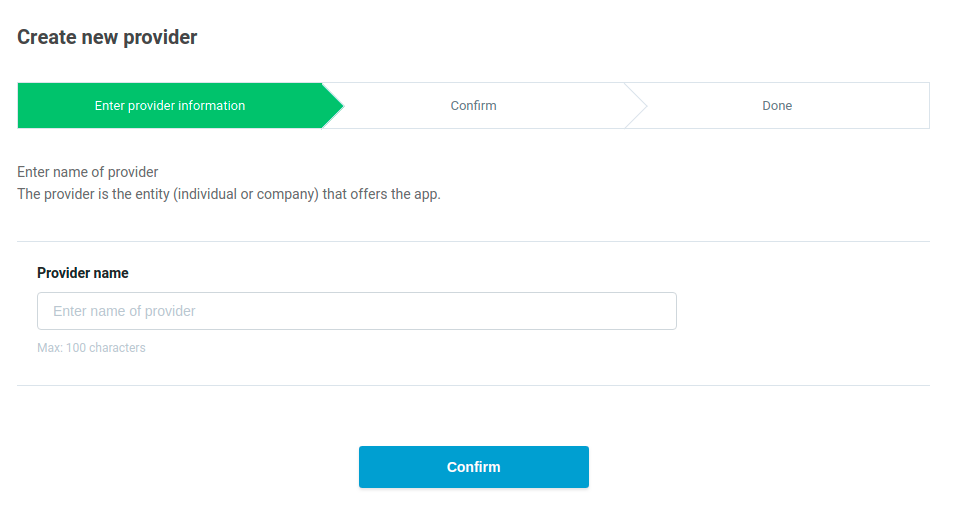 Create new provider
Enter provider information
Confirm
Done
Enter name of provider
The provider is the entity (individual or company) that offers the app.
Provider name
Enter name of provider
Max: 100 characters
Confirm